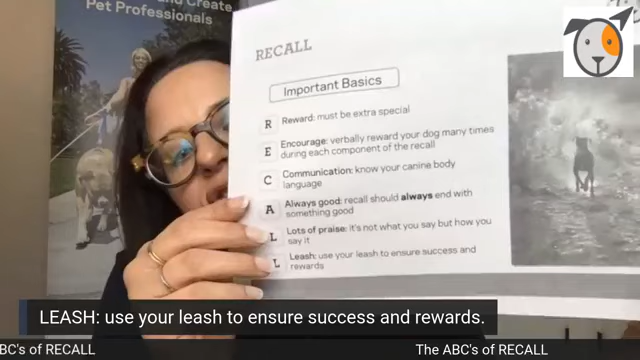 and Create
Pet Professionals
RECALL
Important Basics
R Reward: must be extra special
E Encourage: verbally reward your dog many times
during each component of the recall
C Communication: know your canine body
language
A Always good: recall should always end with
something good
L Lots of praise: it's not what you say but how you
say it
L Leash: use your leash to ensure success and
rewards
LEASH: use your leash to ensure success and rewards.
BC's of RECALL
The ABC's of RECALL